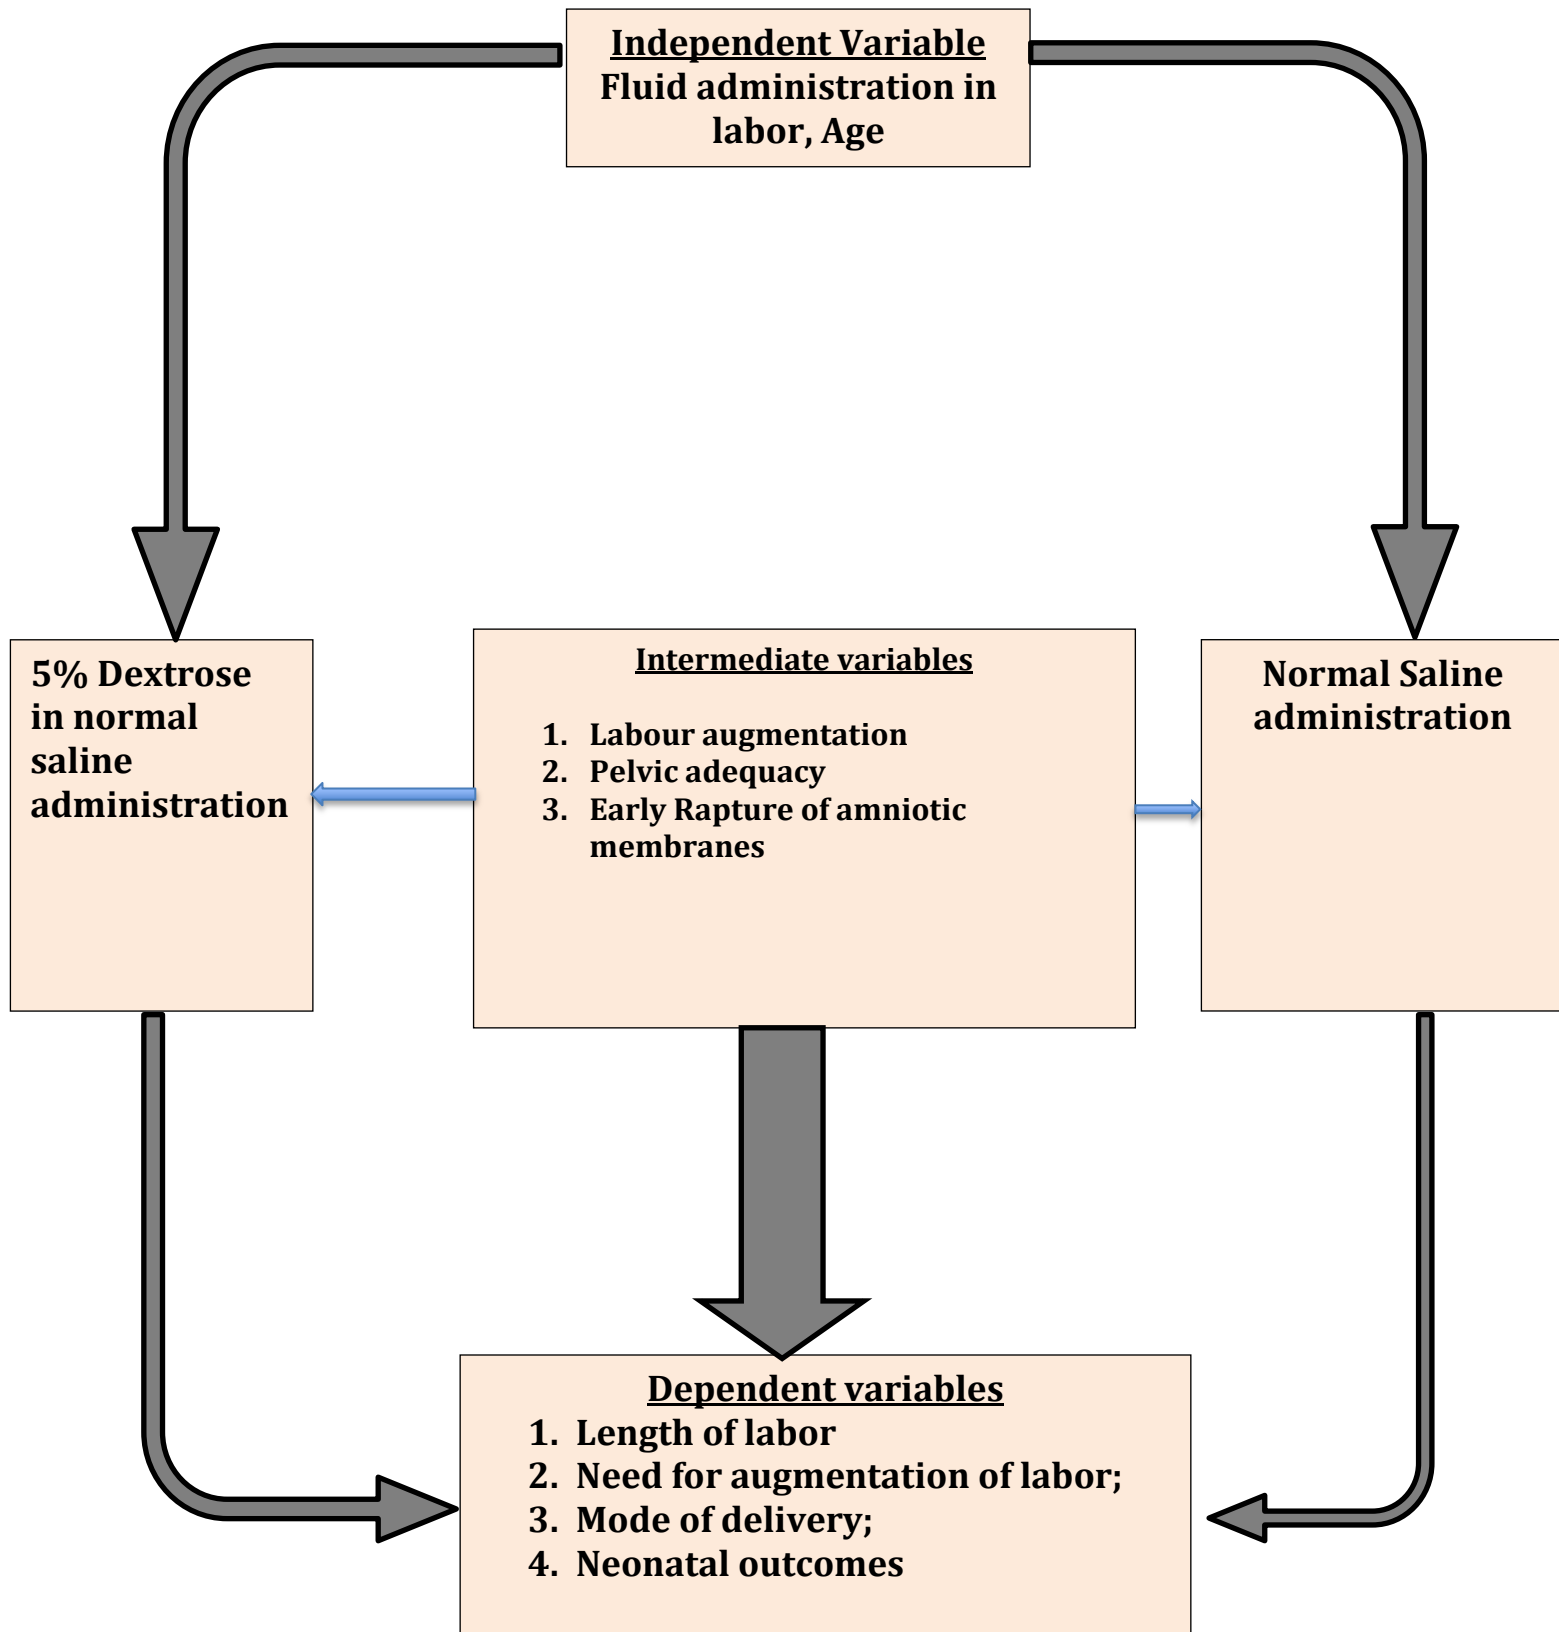 Independent Variable
Fluid administration in
labor, Age
5% Dextrose
in normal
saline
administration
Intermediate variables
1. Labour augmentation
2. Pelvic adequacy
3. Early Rapture of amniotic
membranes
Normal Saline
administration
Dependent variables
1. Length of labor
2. Need for augmentation of labor;
3. Mode of delivery;
4. Neonatal outcomes